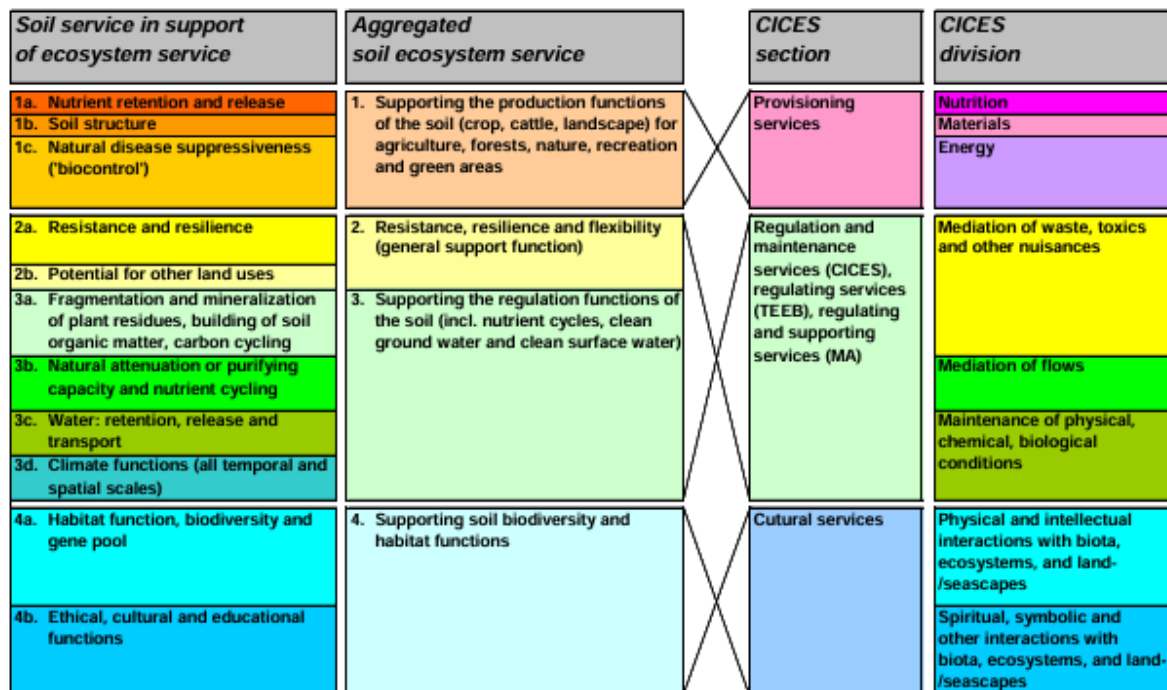 Soil service in support
of ecosystem service
Aggregated
soil ecosystem service
CICES
section
CICES
division
1a. Nutrient retention and release
1b. Soil structure
1c. Natural disease suppressiveness
('biocontrol')
1. Supporting the production functions
of the soil (crop, cattle, landscape) for
agriculture, forests, nature, recreation
and green areas
Provisioning
services
Nutrition
Materials
Energy
2a. Resistance and resilience
2b. Potential for other land uses
3a. Fragmentation and mineralization
of plant residues, building of soil
organic matter, carbon cycling
3b. Natural attenuation or purifying
capacity and nutrient cycling
3c. Water: retention, release and
transport
3d. Climate functions (all temporal and
spatial scales)
2. Resistance, resilience and flexibility
(general support function)
3. Supporting the regulation functions of
the soil (incl. nutrient cycles, clean
ground water and clean surface water)
Regulation and
maintenance
services (CICES),
regulating services
(TEEB), regulating
and supporting
services (MA)
Mediation of waste, toxics
and other nuisances
Mediation of flows
Maintenance of physical,
chemical, biological
conditions
4a. Habitat function, biodiversity and
gene pool
4b. Ethical, cultural and educational
functions
4. Supporting soil biodiversity and
habitat functions
Cutural services
Physical and intellectual
interactions with biota,
ecosystems, and land-
/seascapes
Spiritual, symbolic and
other interactions with
biota, ecosystems, and land-
/seascapes